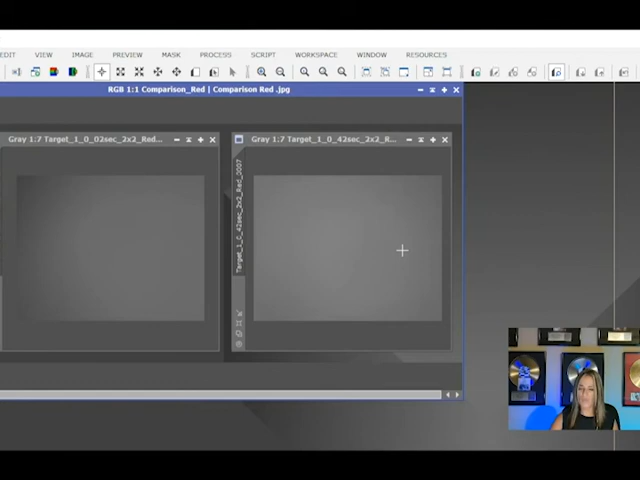 EDIT VIEW IMAGE PREVIEW MASK PROCESS SCRIPT WORKSPACE WINDOW RESOURCES
RGB 1:1 Comparison_Red | Comparison Red .jpg
Gray 1:7 Target_1_0_02sec_2x2_Red...
Gray 1:7 Target_1_0_42sec_2x2_R...
Target_1_0_42sec_2x2_Red_0007